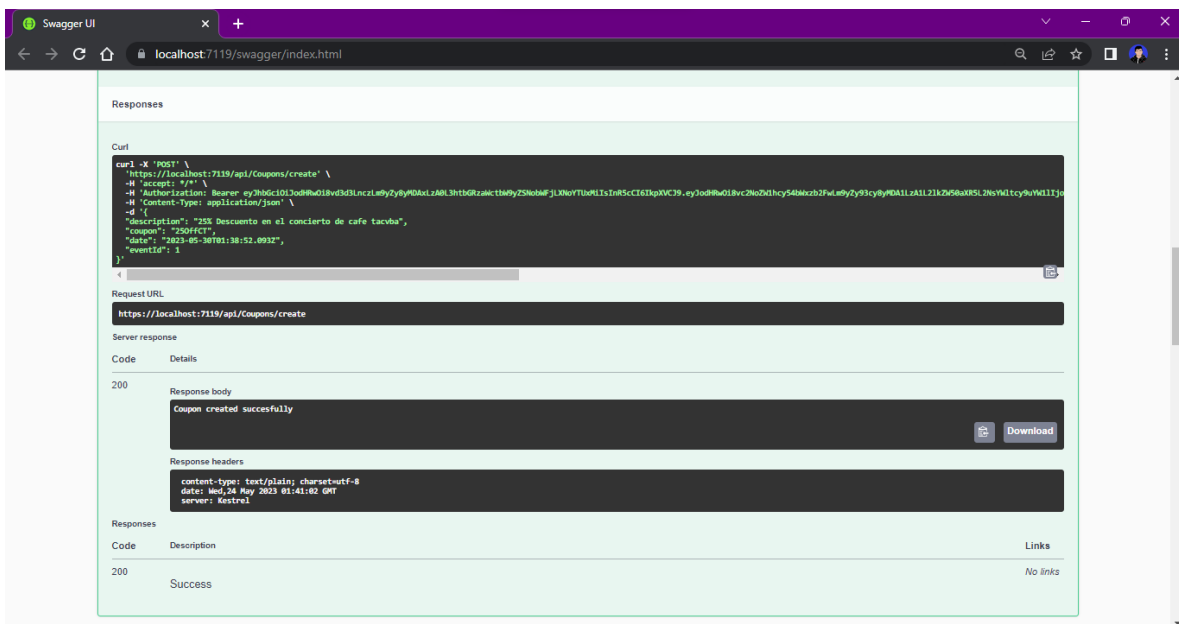 Swagger UI
localhost:7119/swagger/index.html
Responses
Curl
curl -X 'POST' \
'https://localhost:7119/api/Coupons/create' \
-H 'accept: */*' \
-H 'Authorization: Bearer
-H 'Content-Type: application/json' \
-d '{
"description": "25% Descuento en el concierto de cafe tacvba",
"coupon": "25OffCT",
"date": "2023-05-30T01:38:52.093Z",
"eventId": 1
}'
Request URL
https://localhost:7119/api/Coupons/create
Server response
Code Details
200
Response body
Coupon created succesfully
Download
Response headers
content-type: text/plain; charset=utf-8
date: Wed,24 May 2023 01:41:02 GMT
server: Kestrel
Responses
Code Description Links
200 Success No links